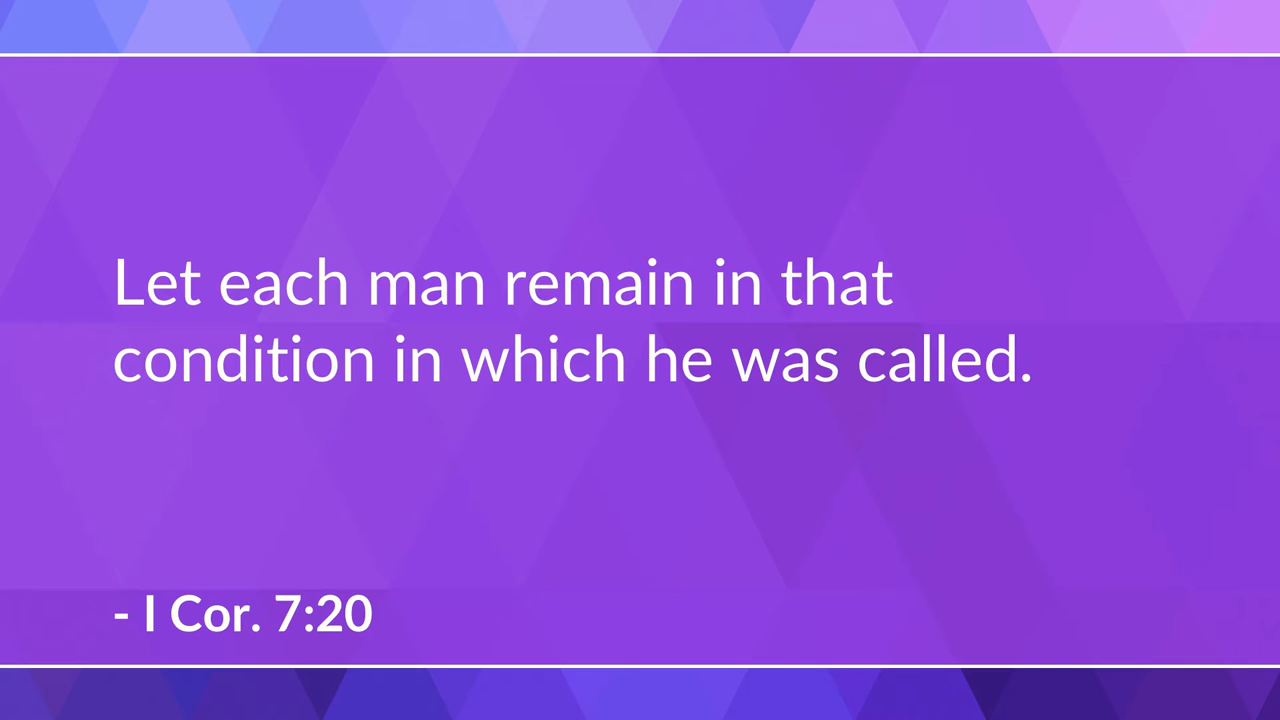 Let each man remain in that
condition in which he was called.
- I Cor. 7:20